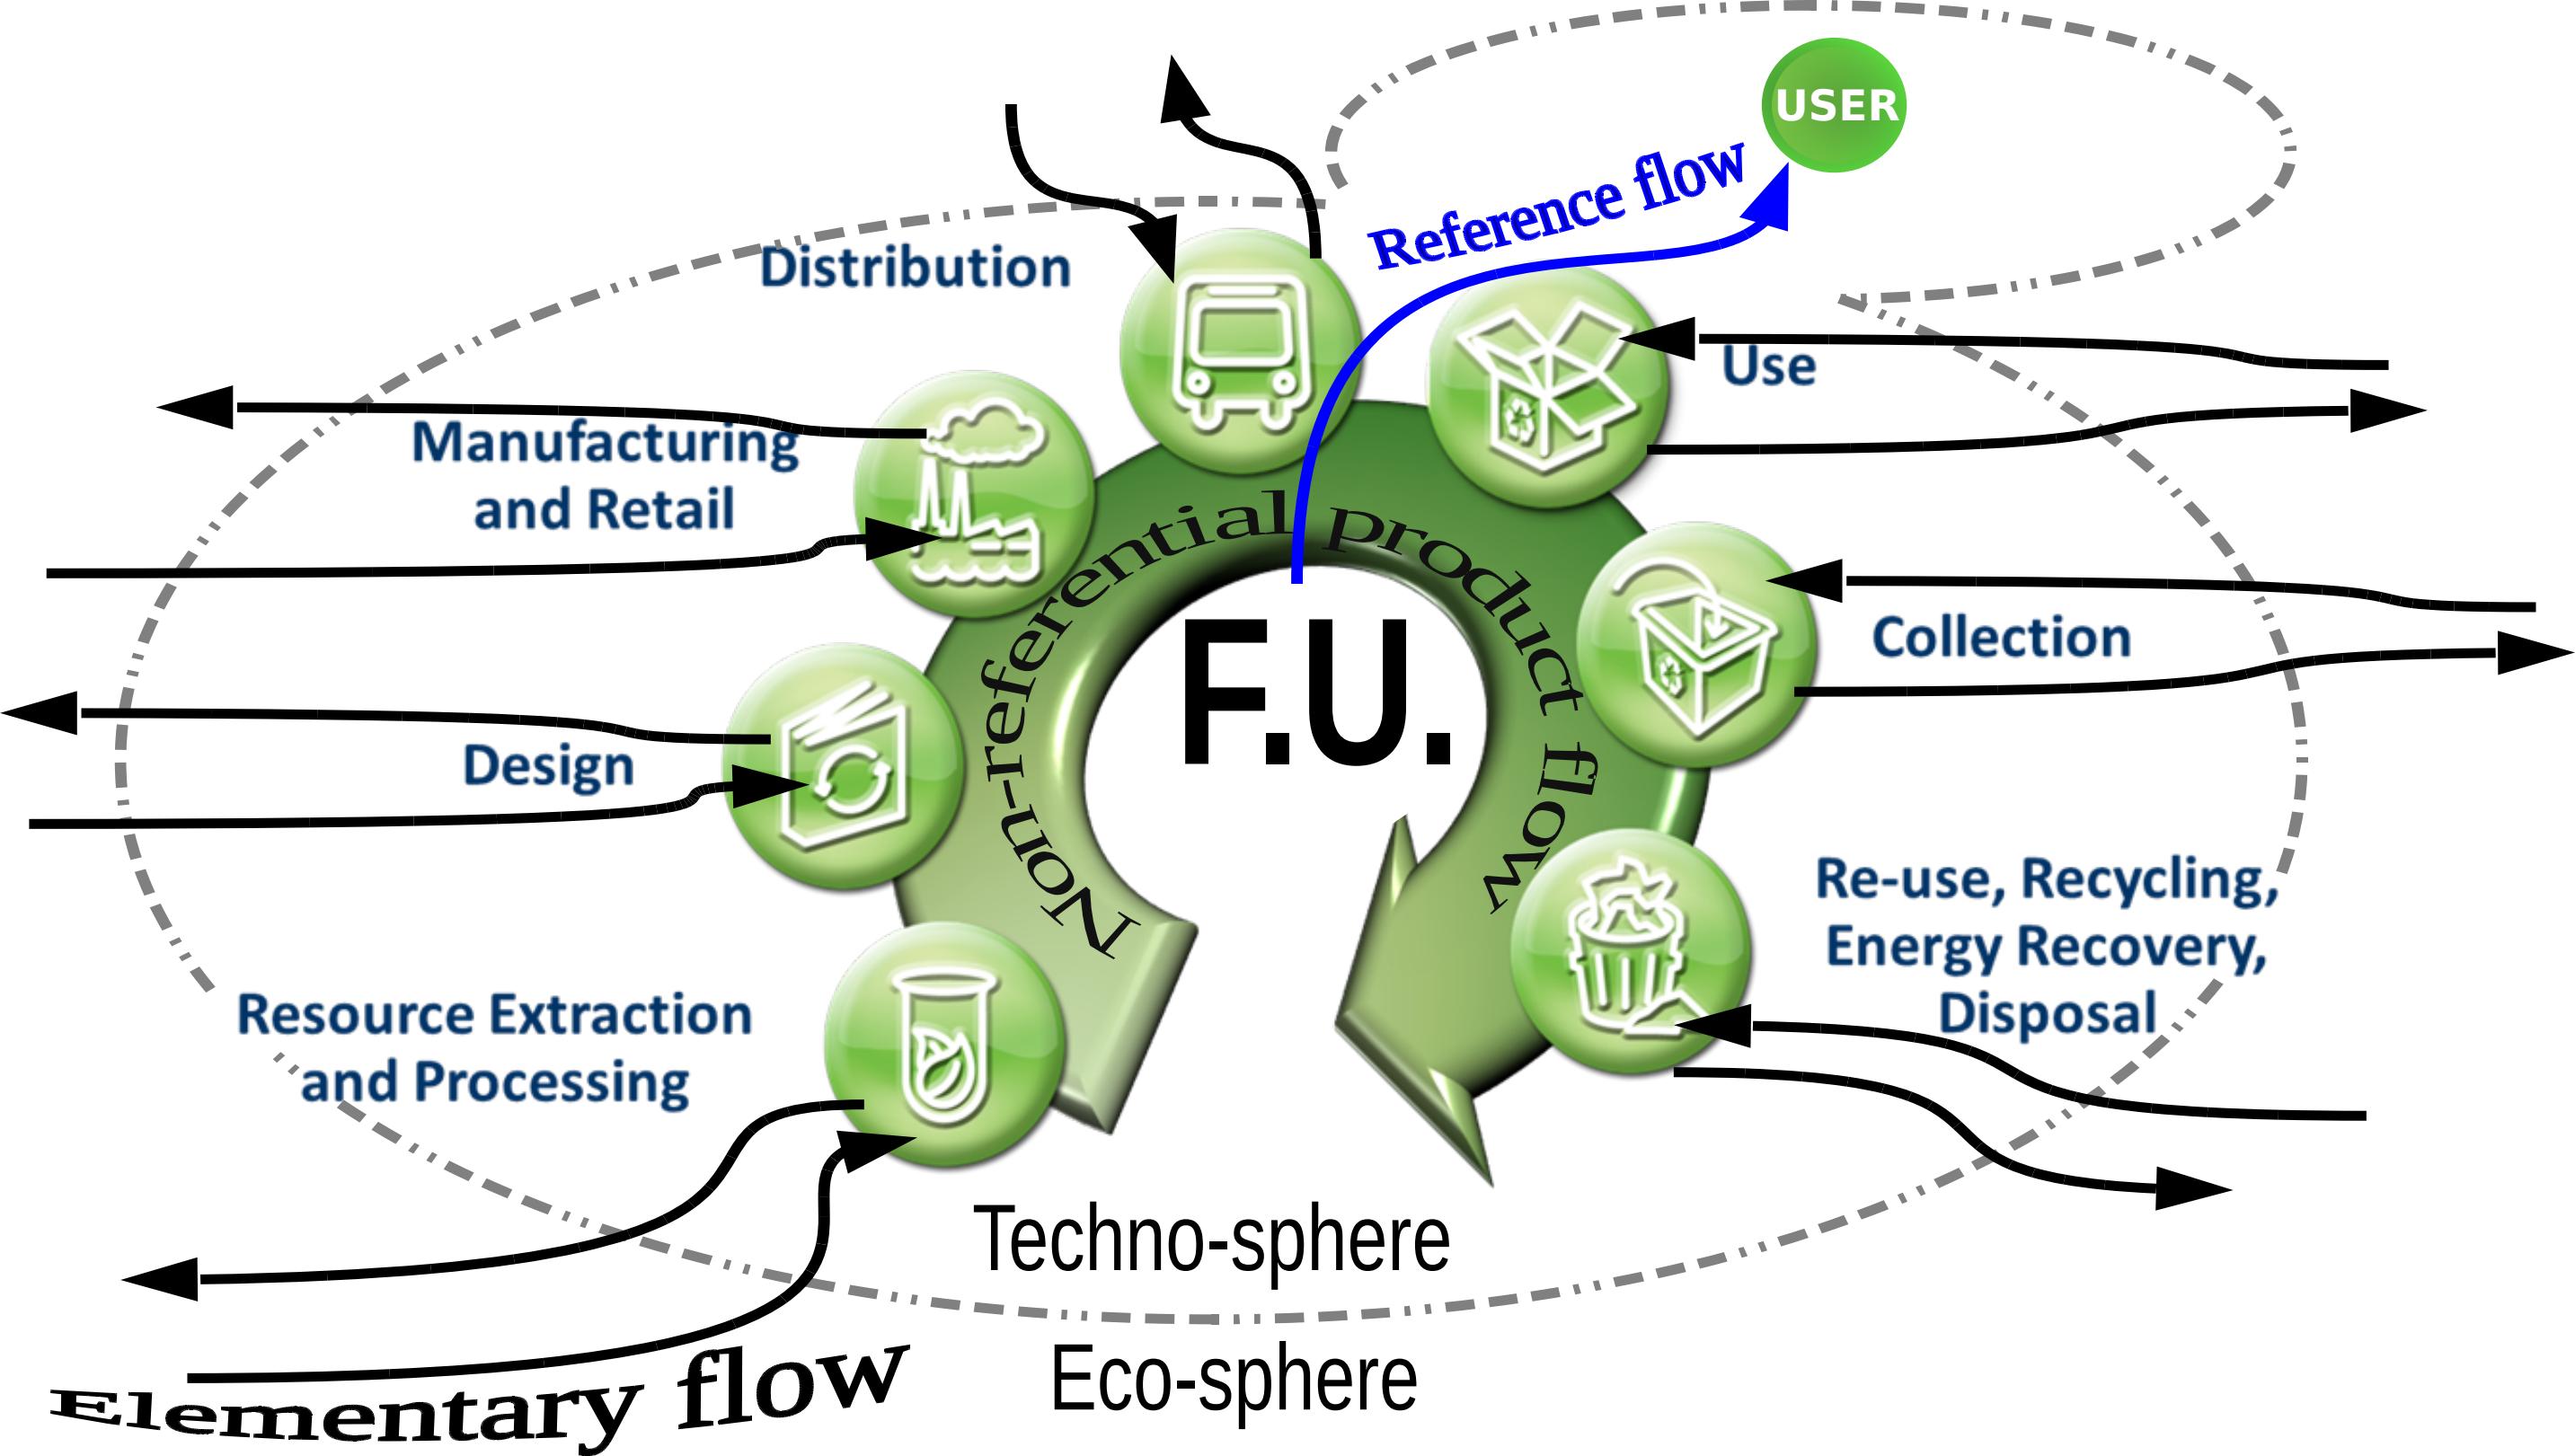 USER
Reference flow
Distribution
Use
Manufacturing
and Retail
Non-referential product flow
F.U.
Collection
Design
Re-use, Recycling,
Energy Recovery,
Disposal
Resource Extraction
and Processing
Techno-sphere
Eco-sphere
Elementary flow